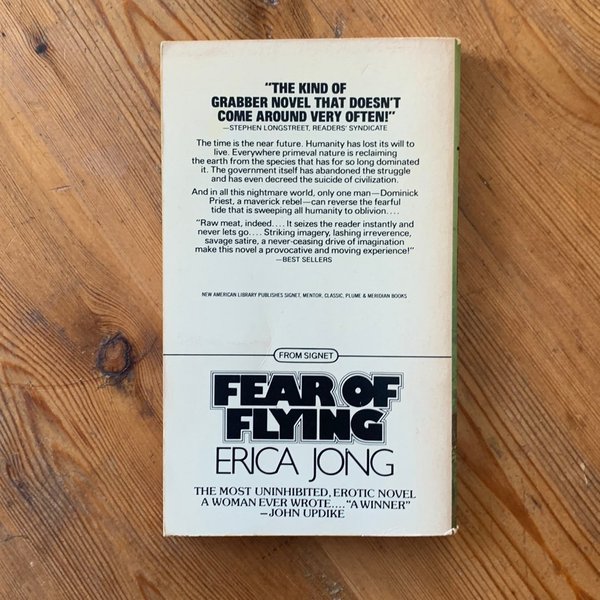 "THE KIND OF
GRABBER NOVEL THAT DOESN'T
COME AROUND VERY OFTEN!"
—STEPHEN LONGSTREET, READERS' SYNDICATE
The time is the near future. Humanity has lost its will to
live. Everywhere primeval nature is reclaiming
the earth from the species that has for so long dominated
it. The government itself has abandoned the struggle
and has even decreed the suicide of civilization.
And in all this nightmare world, only one man—Dominick
Priest, a maverick rebel—can reverse the fearful
tide that is sweeping all humanity to oblivion....
"Raw meat, indeed.... It seizes the reader instantly and
never lets go.... Striking imagery, lashing irreverence,
savage satire, a never-ceasing drive of imagination
make this novel a provocative and moving experience!"
—BEST SELLERS
NEW AMERICAN LIBRARY PUBLISHES SIGNET, MENTOR, CLASSIC, PLUME & MERIDIAN BOOKS
FROM SIGNET
FEAR OF
FLYING
ERICA JONG
THE MOST UNINHIBITED, EROTIC NOVEL
A WOMAN EVER WROTE.... "A WINNER"
—JOHN UPDIKE